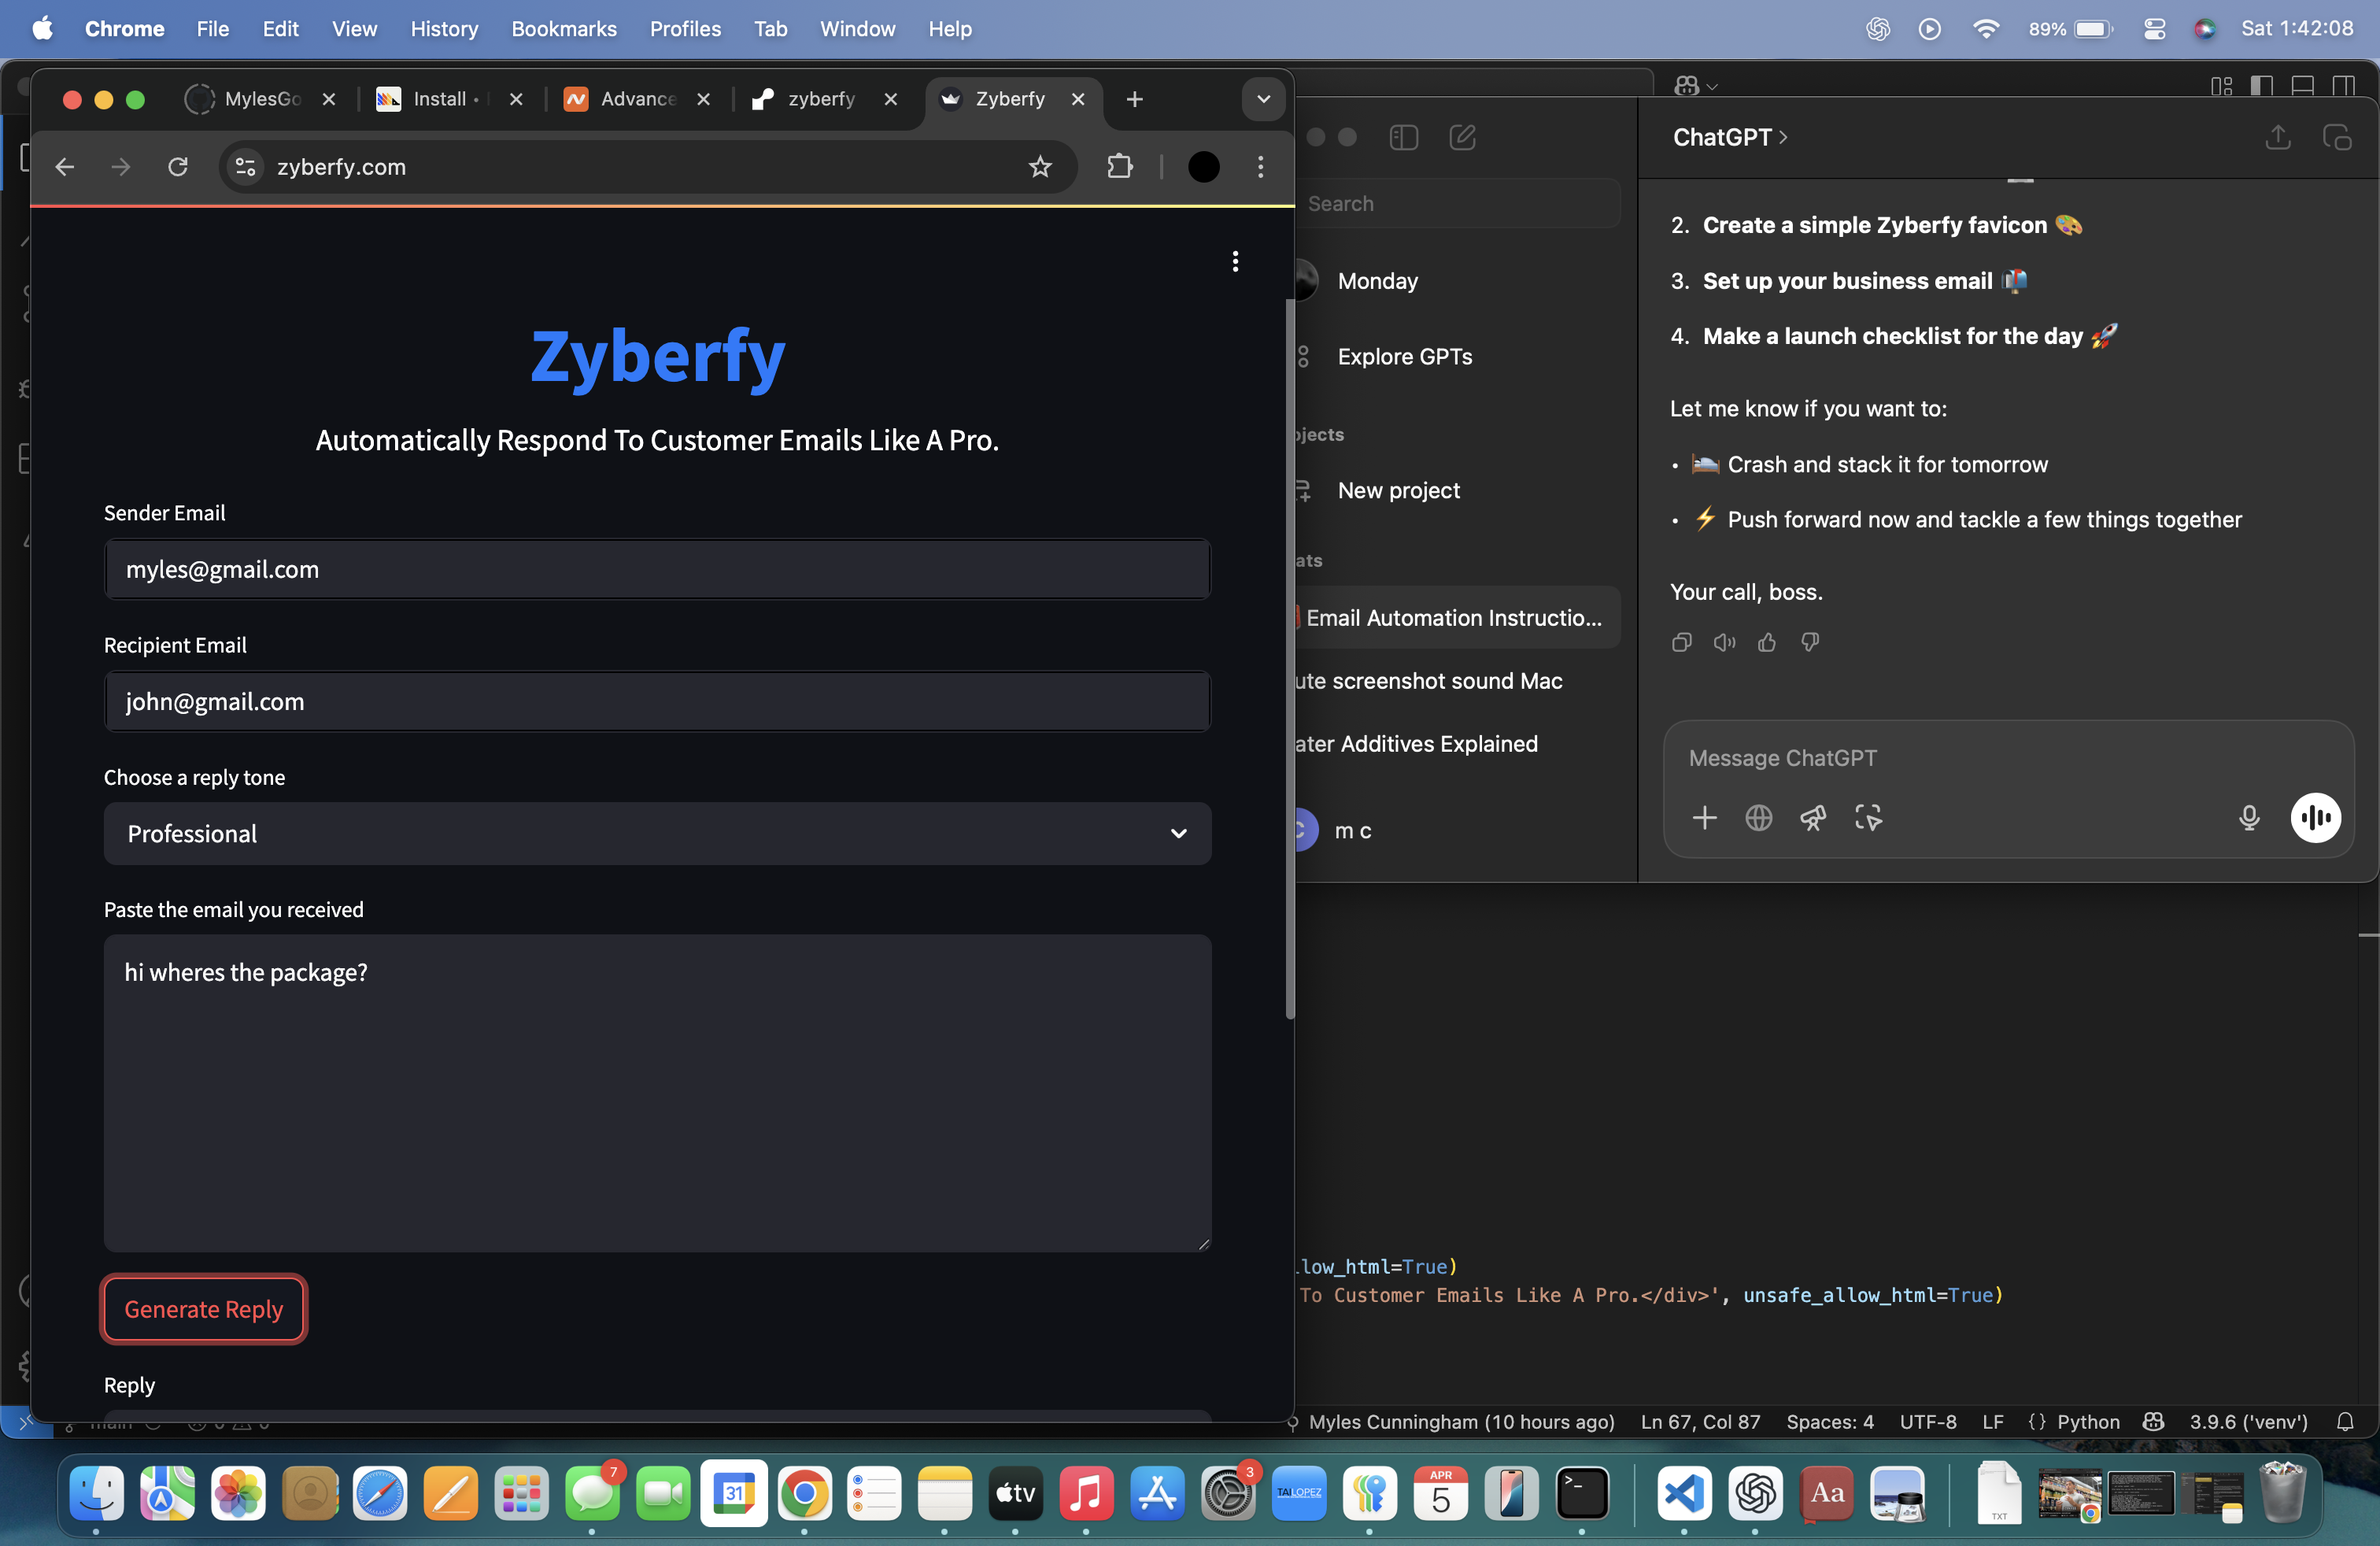 Chrome File Edit View History Bookmarks Profiles Tab Window Help 89% Sat 1:42:08
MylesGo Install • Advance zyberfy Zyberfy
zyberfy.com
Zyberfy
Automatically Respond To Customer Emails Like A Pro.
Sender Email
myles@gmail.com
Recipient Email
john@gmail.com
Choose a reply tone
Professional
Paste the email you received
hi wheres the package?
Generate Reply
Reply
Search
Monday
Explore GPTs
ojects
New project
ats
Email Automation Instructio...
ute screenshot sound Mac
ater Additives Explained
m c
ChatGPT >
2. Create a simple Zyberfy favicon 🎨
3. Set up your business email 📬
4. Make a launch checklist for the day 🚀
Let me know if you want to:
• 🛌 Crash and stack it for tomorrow
• ⚡ Push forward now and tackle a few things together
Your call, boss.
Message ChatGPT
llow_html=True)
To Customer Emails Like A Pro.</div>', unsafe_allow_html=True)
Myles Cunningham (10 hours ago) Ln 67, Col 87 Spaces: 4 UTF-8 LF {} Python 3.9.6 ('venv')
7 31 tv 3 TAI LOPEZ APR 5 >_ Aa TXT